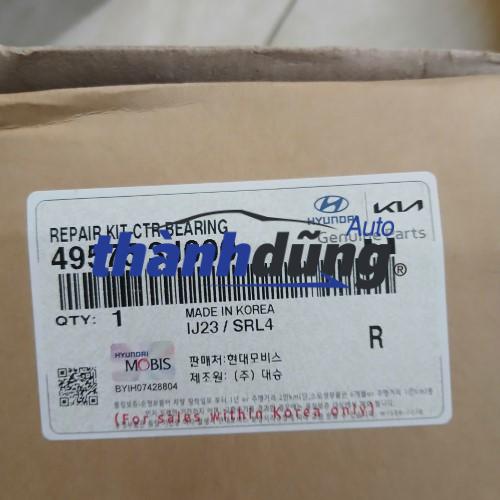 REPAIR KIT CTR BEARING
HYUNDAI
KIA
Genuine Parts
thànhdũng
Auto
®
QTY: 1
MADE IN KOREA
IJ23 / SRL4
R
HYUNDAI
MOBIS
BYIH07428804
판매처:현대모비스
제조원: (주) 대승
(For sales within Korea only)